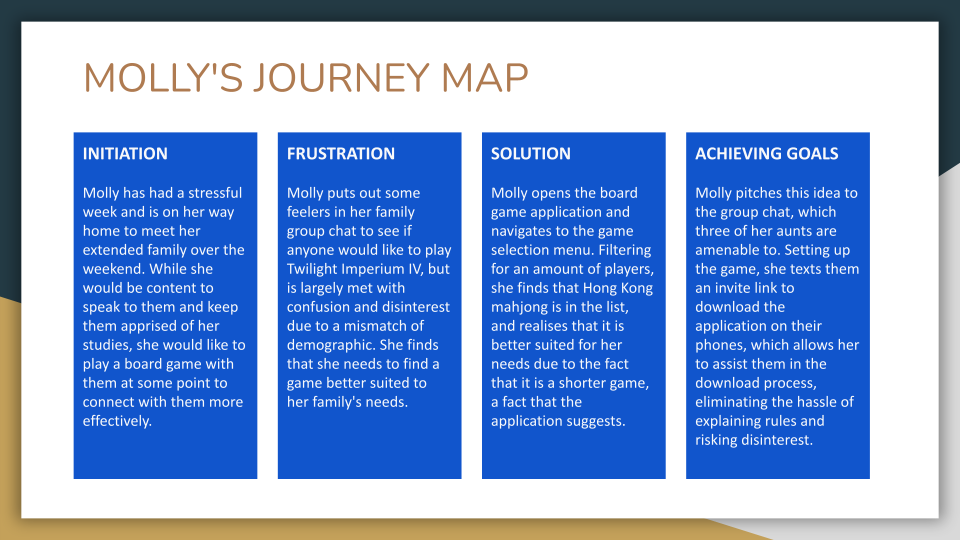 MOLLY'S JOURNEY MAP
INITIATION
Molly has had a stressful
week and is on her way
home to meet her
extended family over the
weekend. While she
would be content to
speak to them and keep
them apprised of her
studies, she would like to
play a board game with
them at some point to
connect with them more
effectively.
FRUSTRATION
Molly puts out some
feelers in her family
group chat to see if
anyone would like to play
Twilight Imperium IV, but
is largely met with
confusion and disinterest
due to a mismatch of
demographic. She finds
that she needs to find a
game better suited to
her family's needs.
SOLUTION
Molly opens the board
game application and
navigates to the game
selection menu. Filtering
for an amount of players,
she finds that Hong Kong
mahjong is in the list,
and realises that it is
better suited for her
needs due to the fact
that it is a shorter game,
a fact that the
application suggests.
ACHIEVING GOALS
Molly pitches this idea to
the group chat, which
three of her aunts are
amenable to. Setting up
the game, she texts them
an invite link to
download the
application on their
phones, which allows her
to assist them in the
download process,
eliminating the hassle of
explaining rules and
risking disinterest.